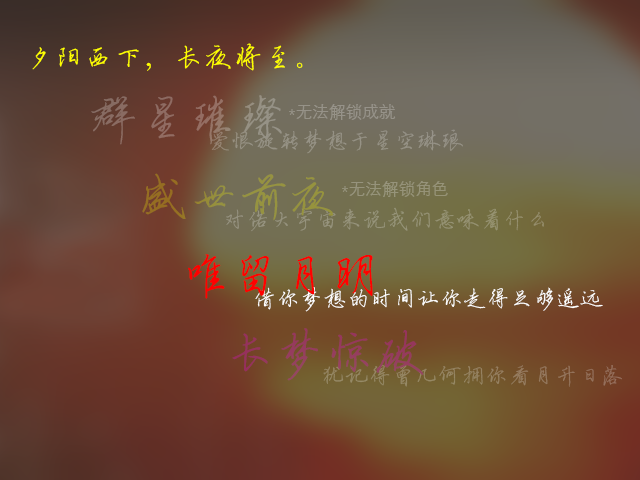 夕阳西下，长夜将至。
群星璀璨 *无法解锁成就
爱恨旋转梦想于星空琳琅
盛世前夜 *无法解锁角色
对偌大宇宙来说我们意味着什么
唯留月明
借你梦想的时间让你走得足够遥远
长梦惊破
犹记得曾几何拥你看月升日落